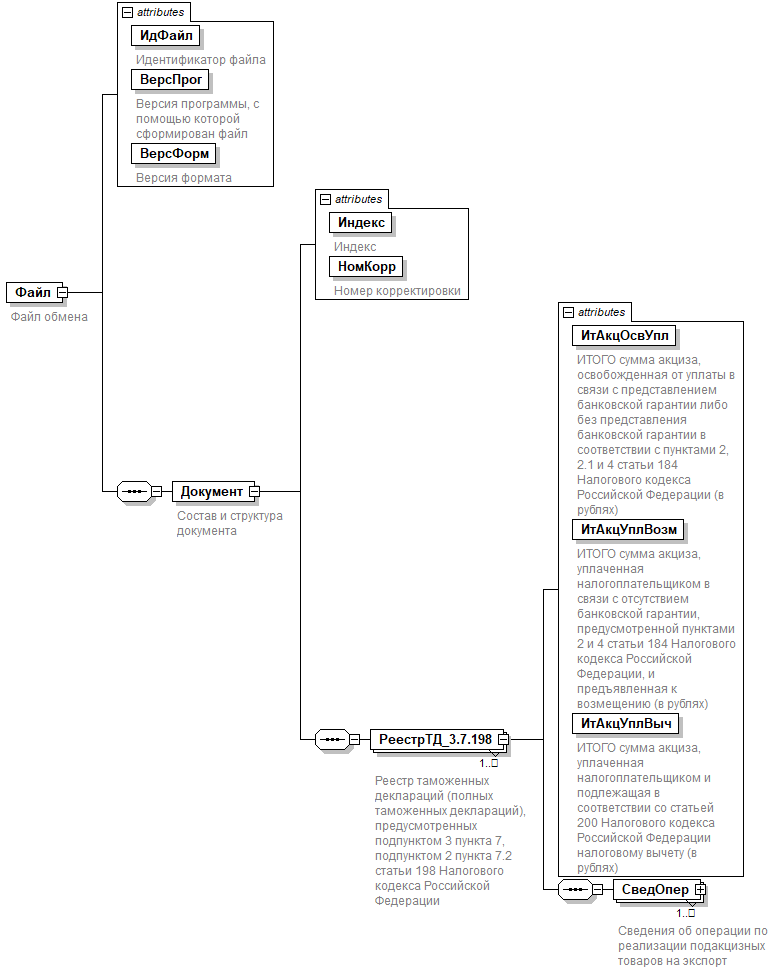 attributes
ИдФайл
Идентификатор файла
ВерсПрог
Версия программы, с
помощью которой
сформирован файл
ВерсФорм
Версия формата
attributes
Индекс
Индекс
НомКорр
Номер корректировки
Файл
Файл обмена
attributes
ИтАкцОсвУпл
ИТОГО сумма акциза,
освобожденная от уплаты в
связи с представлением
банковской гарантии либо
без представления
банковской гарантии в
соответствии с пунктами 2,
2.1 и 4 статьи 184
Налогового кодекса
Российской Федерации (в
рублях)
Документ
Состав и структура
документа
ИтАкцУплВозм
ИТОГО сумма акциза,
уплаченная
налогоплательщиком в
связи с отсутствием
банковской гарантии,
предусмотренной пунктами
2 и 4 статьи 184 Налогового
кодекса Российской
Федерации, и
предъявленная к
возмещению (в рублях)
ИтАкцУплВыч
ИТОГО сумма акциза,
уплаченная
налогоплательщиком и
подлежащая в
соответствии со статьей
200 Налогового кодекса
Российской Федерации
налоговому вычету (в
рублях)
РеестрТД_3.7.198
1..□
Реестр таможенных
деклараций (полных
таможенных деклараций),
предусмотренных
подпунктом 3 пункта 7,
подпунктом 2 пункта 7.2
статьи 198 Налогового
кодекса Российской
Федерации
СведОпер
1..□
Сведения об операции по
реализации подакцизных
товаров на экспорт